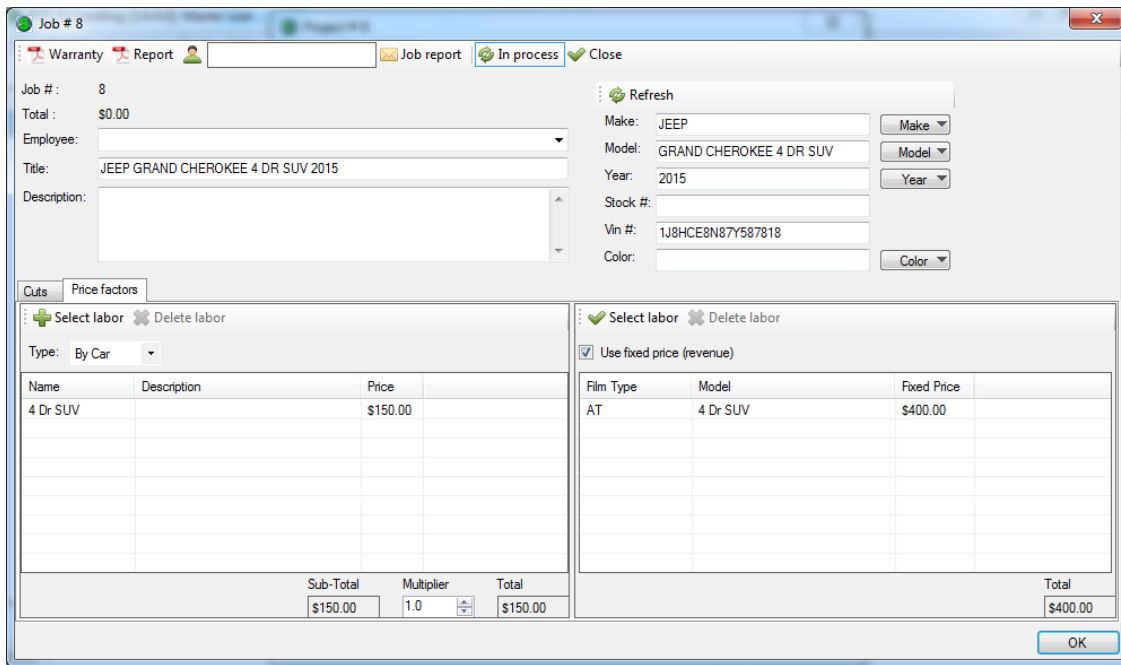 Job # 8
Warranty Report Job report In process Close
Job # : 8
Total : $0.00
Employee:
Title: JEEP GRAND CHEROKEE 4 DR SUV 2015
Description:
Refresh
Make: JEEP Make
Model: GRAND CHEROKEE 4 DR SUV Model
Year: 2015 Year
Stock #:
Vin #: 1J8HCE8N87Y587818
Color: Color
Cuts Price factors
Select labor Delete labor
Type: By Car
Name Description Price
4 Dr SUV $150.00
Sub-Total Multiplier Total
$150.00 1.0 $150.00
Select labor Delete labor
Use fixed price (revenue)
Film Type Model Fixed Price
AT 4 Dr SUV $400.00
Total
$400.00
OK